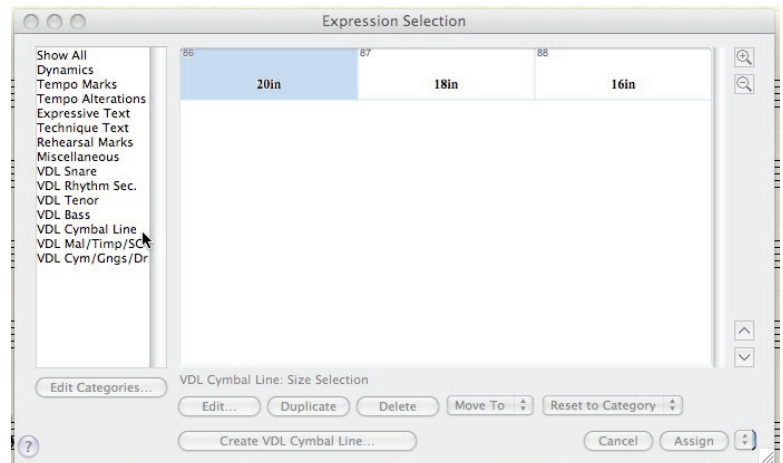 Expression Selection
Show All
Dynamics
Tempo Marks
Tempo Alterations
Expressive Text
Technique Text
Rehearsal Marks
Miscellaneous
VDL Snare
VDL Rhythm Sec.
VDL Tenor
VDL Bass
VDL Cymbal Line
VDL Mal/Timp/SC
VDL Cym/Gngs/Dr
Edit Categories...
86
20in
87
18in
88
16in
VDL Cymbal Line: Size Selection
Edit...
Duplicate
Delete
Move To
Reset to Category
?
Create VDL Cymbal Line...
Cancel
Assign